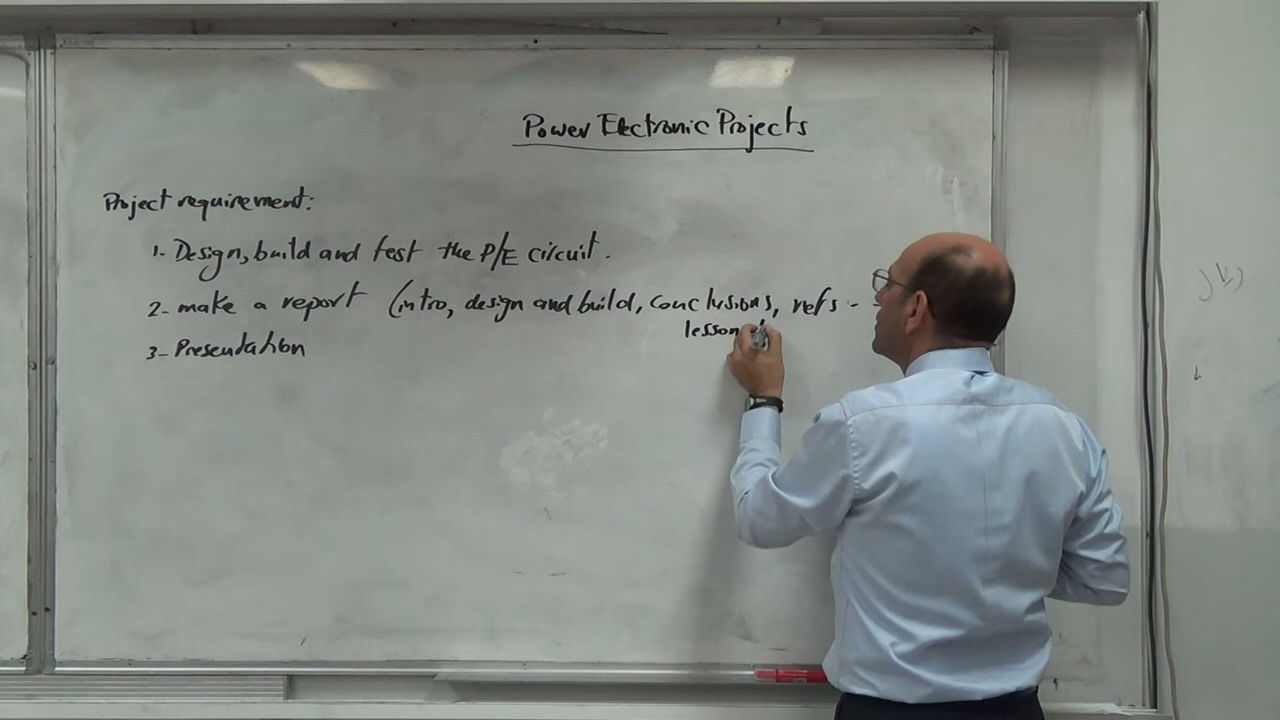 Power Electronic Projects
Project requirement:
1- Design, build and test the P/E circuit.
2- make a report (intro, design and build, conclusions, refs -
lesson
3- Presentation